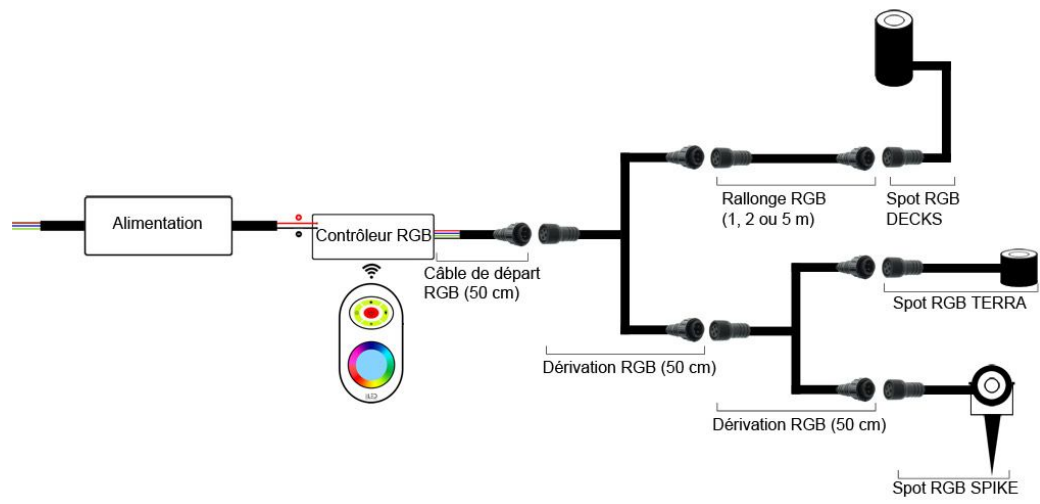 Alimentation
Contrôleur RGB
Câble de départ
RGB (50 cm)
Dérivation RGB (50 cm)
Rallonge RGB
(1, 2 ou 5 m)
Spot RGB
DECKS
Spot RGB TERRA
Dérivation RGB (50 cm)
Spot RGB SPIKE